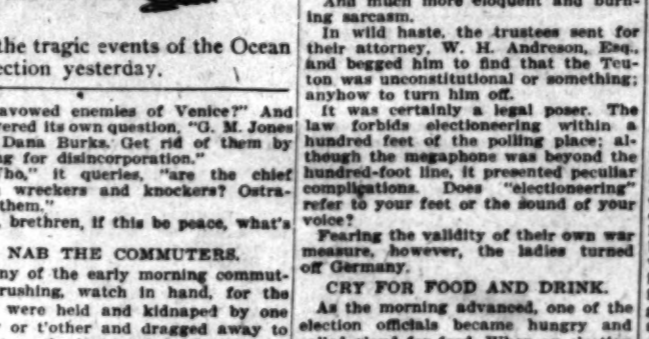 the tragic events of the Ocean
ection yesterday.
avowed enemies of Venice?" And
ered its own question, "G. M. Jones
Dana Burks. Get rid of them by
g for disincorporation."
ho," it queries, "are the chief
wreckers and knockers? Ostra-
them."
brethren, if this be peace, what's
NAB THE COMMUTERS.
ny of the early morning commut-
rushing, watch in hand, for the
were held and kidnaped by one
or t'other and dragged away to
And much more eloquent and burn-
ing sarcasm.
In wild haste, the trustees sent for
their attorney, W. H. Andreson, Esq.,
and begged him to find that the Teu-
ton was unconstitutional or something;
anyhow to turn him off.
It was certainly a legal poser. The
law forbids electioneering within a
hundred feet of the polling place; al-
though the megaphone was beyond the
hundred-foot line, it presented peculiar
complications. Does "electioneering"
refer to your feet or the sound of your
voice?
Fearing the validity of their own war
measure, however, the ladies turned
off Germany.
CRY FOR FOOD AND DRINK.
As the morning advanced, one of the
election officials became hungry and